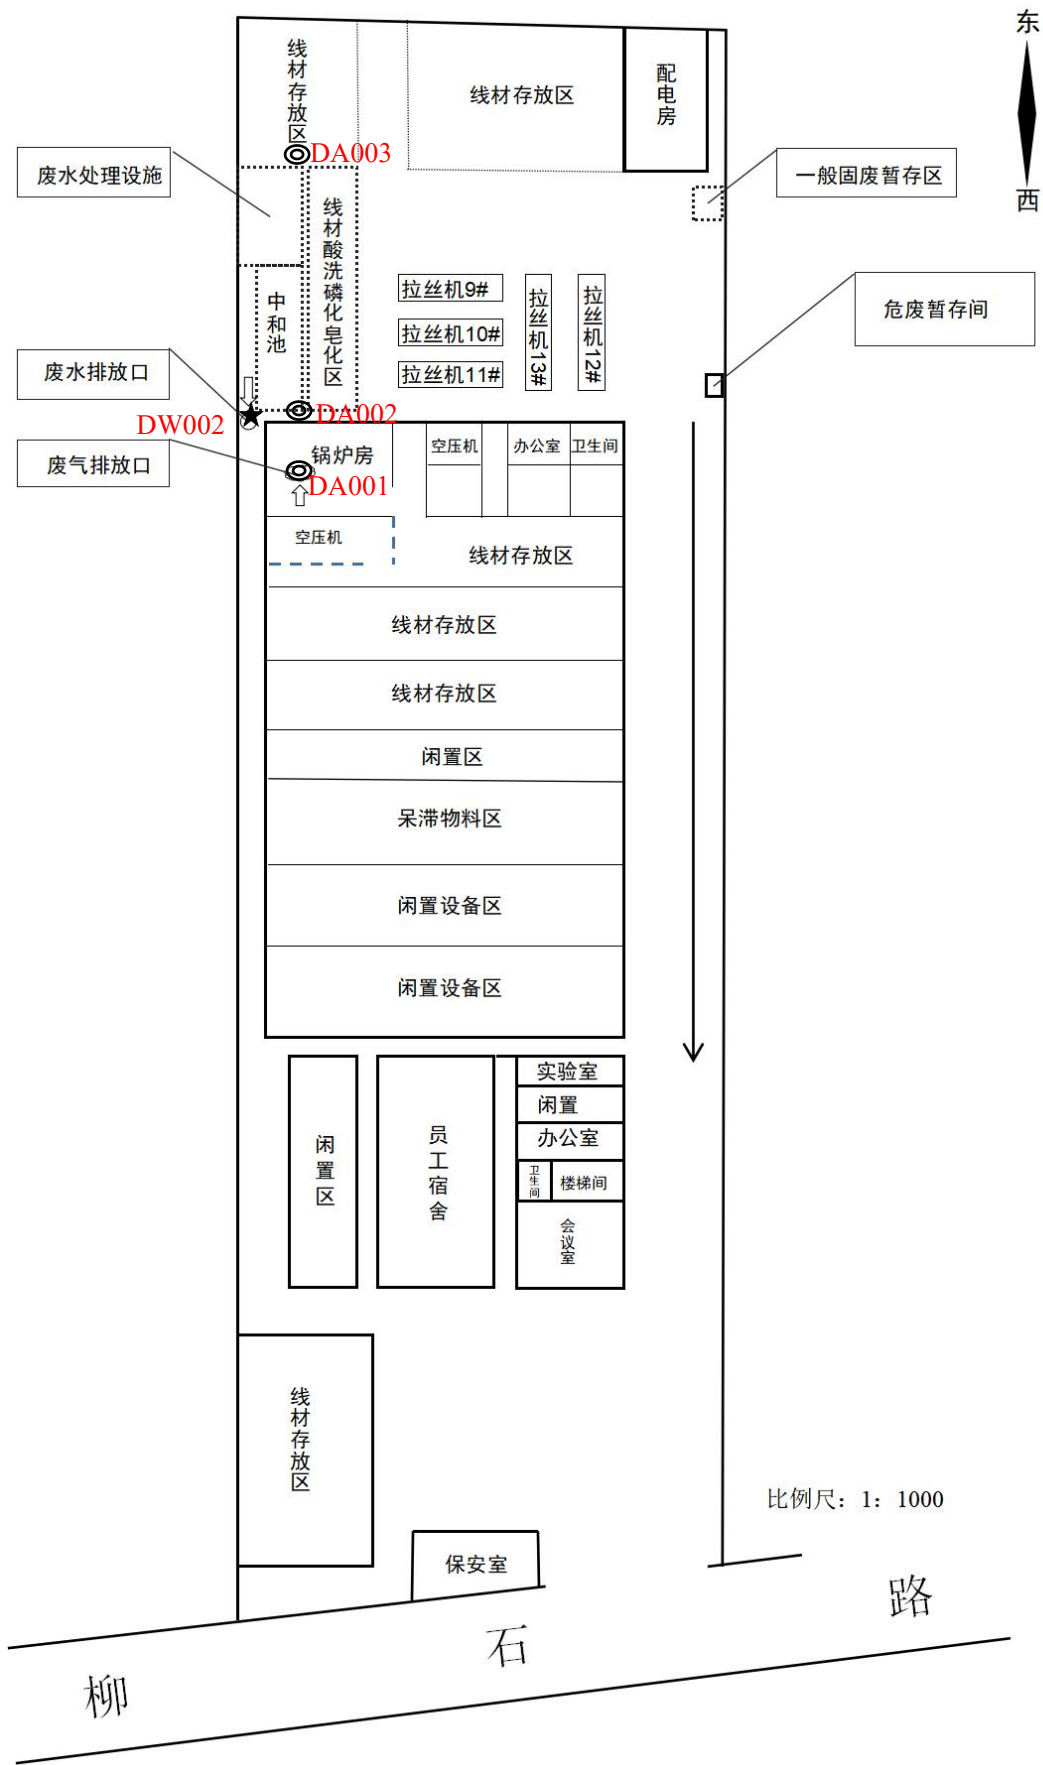 东
西
线材存放区
线材存放区
配电房
DA003
废水处理设施
一般固废暂存区
线材酸洗磷化皂化区
中和池
拉丝机9#
拉丝机10#
拉丝机11#
拉丝机13#
拉丝机12#
危废暂存间
废水排放口
DW002
DA002
废气排放口
锅炉房
DA001
空压机
办公室
卫生间
空压机
线材存放区
线材存放区
线材存放区
闲置区
呆滞物料区
闲置设备区
闲置设备区
闲置区
员工宿舍
实验室
闲置
办公室
卫生间
楼梯间
会议室
线材存放区
比例尺：1：1000
保安室
柳石路